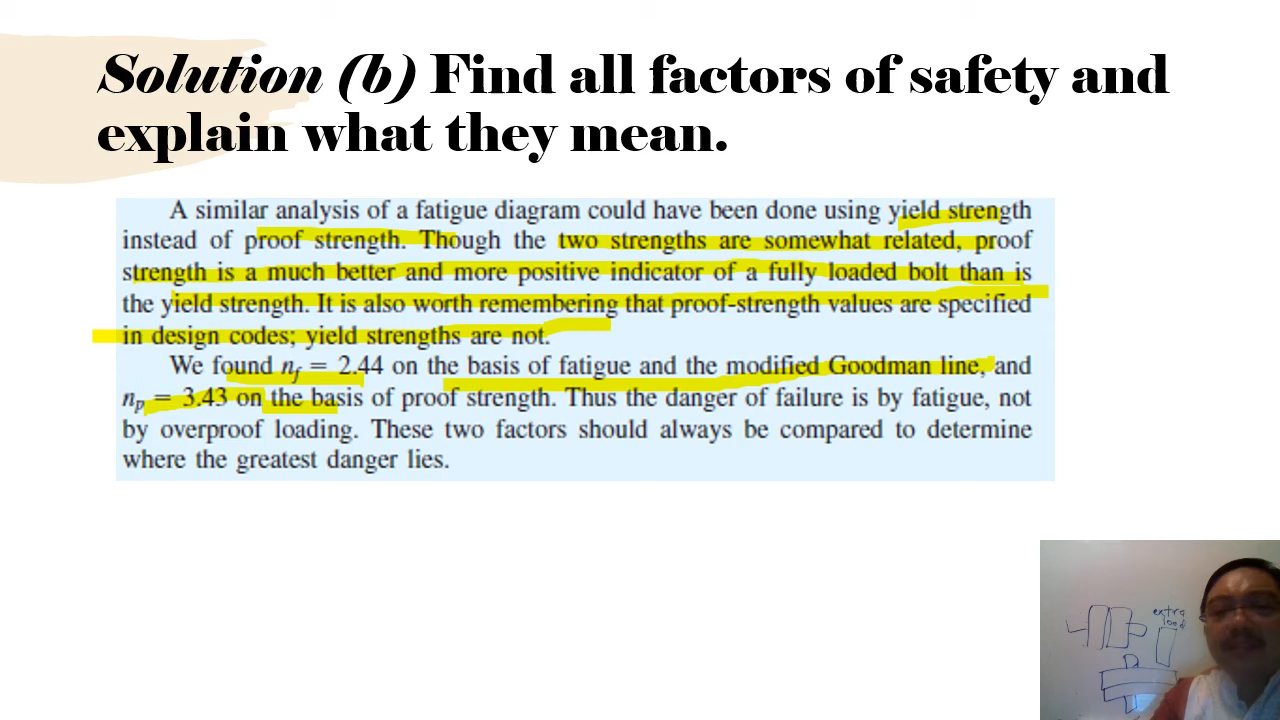 Solution (b) Find all factors of safety and
explain what they mean.
A similar analysis of a fatigue diagram could have been done using yield strength
instead of proof strength. Though the two strengths are somewhat related, proof
strength is a much better and more positive indicator of a fully loaded bolt than is
the yield strength. It is also worth remembering that proof-strength values are specified
in design codes; yield strengths are not.
We found nf = 2.44 on the basis of fatigue and the modified Goodman line, and
np = 3.43 on the basis of proof strength. Thus the danger of failure is by fatigue, not
by overproof loading. These two factors should always be compared to determine
where the greatest danger lies.
extra
load